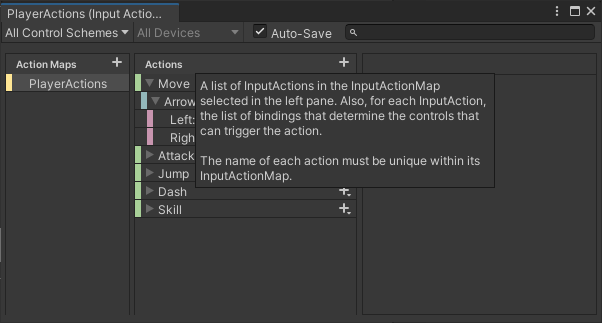 PlayerActions (Input Actio...
All Control Schemes
All Devices
Auto-Save
Action Maps
Actions
PlayerActions
Move
A list of InputActions in the InputActionMap
selected in the left pane. Also, for each InputAction,
the list of bindings that determine the controls that
can trigger the action.
The name of each action must be unique within its
InputActionMap.
Arrow
Left:
Righ
Attack
Jump
Dash
Skill